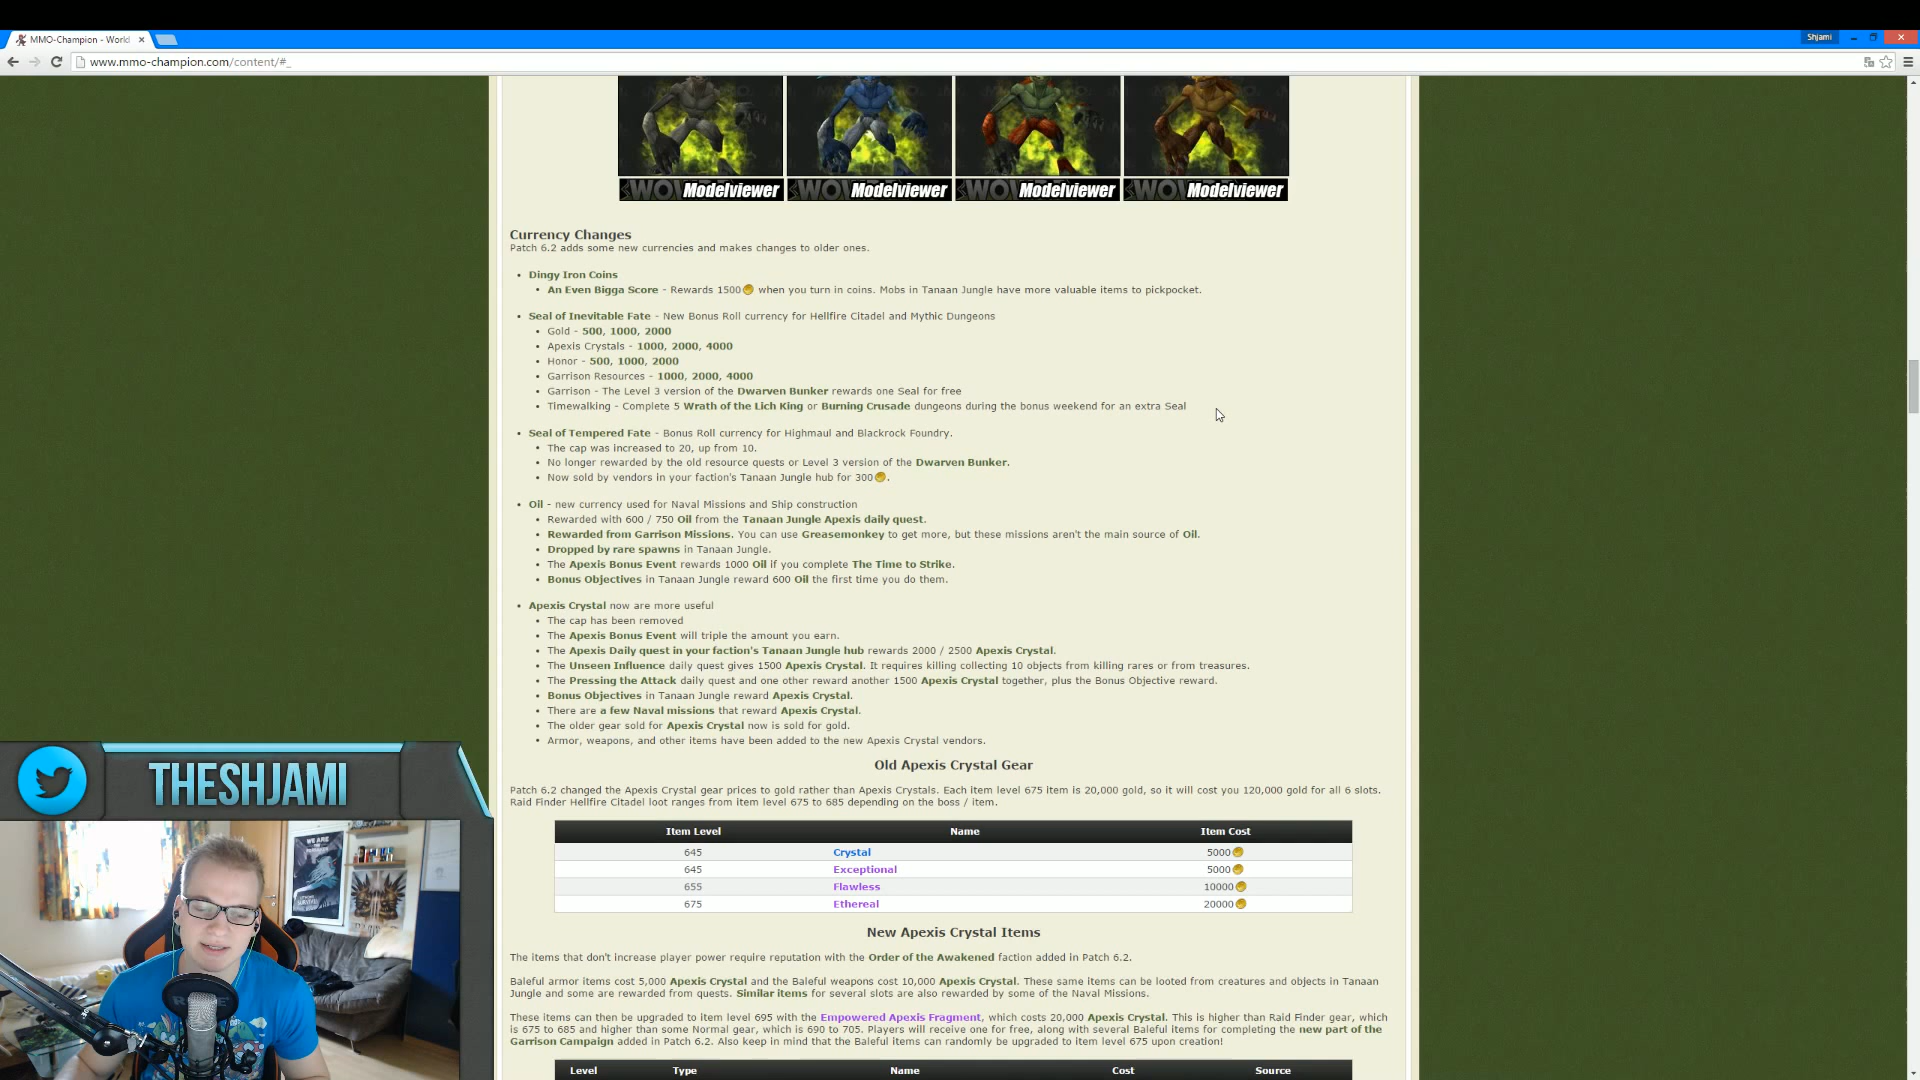 MMO-Champion - World
Shjami
www.mmo-champion.com/content/#_
Modelviewer Modelviewer Modelviewer Modelviewer
Currency Changes
Patch 6.2 adds some new currencies and makes changes to older ones.
Dingy Iron Coins
An Even Bigga Score - Rewards 1500 when you turn in coins. Mobs in Tanaan Jungle have more valuable items to pickpocket.
Seal of Inevitable Fate - New Bonus Roll currency for Hellfire Citadel and Mythic Dungeons
Gold - 500, 1000, 2000
Apexis Crystals - 1000, 2000, 4000
Honor - 500, 1000, 2000
Garrison Resources - 1000, 2000, 4000
Garrison - The Level 3 version of the Dwarven Bunker rewards one Seal for free
Timewalking - Complete 5 Wrath of the Lich King or Burning Crusade dungeons during the bonus weekend for an extra Seal
Seal of Tempered Fate - Bonus Roll currency for Highmaul and Blackrock Foundry.
The cap was increased to 20, up from 10.
No longer rewarded by the old resource quests or Level 3 version of the Dwarven Bunker.
Now sold by vendors in your faction's Tanaan Jungle hub for 300.
Oil - new currency used for Naval Missions and Ship construction
Rewarded with 600 / 750 Oil from the Tanaan Jungle Apexis daily quest.
Rewarded from Garrison Missions. You can use Greasemonkey to get more, but these missions aren't the main source of Oil.
Dropped by rare spawns in Tanaan Jungle.
The Apexis Bonus Event rewards 1000 Oil if you complete The Time to Strike.
Bonus Objectives in Tanaan Jungle reward 600 Oil the first time you do them.
Apexis Crystal now are more useful
The cap has been removed
The Apexis Bonus Event will triple the amount you earn.
The Apexis Daily quest in your faction's Tanaan Jungle hub rewards 2000 / 2500 Apexis Crystal.
The Unseen Influence daily quest gives 1500 Apexis Crystal. It requires killing collecting 10 objects from killing rares or from treasures.
The Pressing the Attack daily quest and one other reward another 1500 Apexis Crystal together, plus the Bonus Objective reward.
Bonus Objectives in Tanaan Jungle reward Apexis Crystal.
There are a few Naval missions that reward Apexis Crystal.
The older gear sold for Apexis Crystal now is sold for gold.
Armor, weapons, and other items have been added to the new Apexis Crystal vendors.
Old Apexis Crystal Gear
Patch 6.2 changed the Apexis Crystal gear prices to gold rather than Apexis Crystals. Each item level 675 item is 20,000 gold, so it will cost you 120,000 gold for all 6 slots.
Raid Finder Hellfire Citadel loot ranges from item level 675 to 685 depending on the boss / item.
Item Level Name Item Cost
645 Crystal 5000
645 Exceptional 5000
655 Flawless 10000
675 Ethereal 20000
New Apexis Crystal Items
The items that don't increase player power require reputation with the Order of the Awakened faction added in Patch 6.2.
Baleful armor items cost 5,000 Apexis Crystal and the Baleful weapons cost 10,000 Apexis Crystal. These same items can be looted from creatures and objects in Tanaan
Jungle and some are rewarded from quests. Similar items for several slots are also rewarded by some of the Naval Missions.
These items can then be upgraded to item level 695 with the Empowered Apexis Fragment, which costs 20,000 Apexis Crystal. This is higher than Raid Finder gear, which
is 675 to 685 and higher than some Normal gear, which is 690 to 705. Players will receive one for free, along with several Baleful items for completing the new part of the
Garrison Campaign added in Patch 6.2. Also keep in mind that the Baleful items can randomly be upgraded to item level 675 upon creation!
Level Type Name Cost Source
THESHJAMI